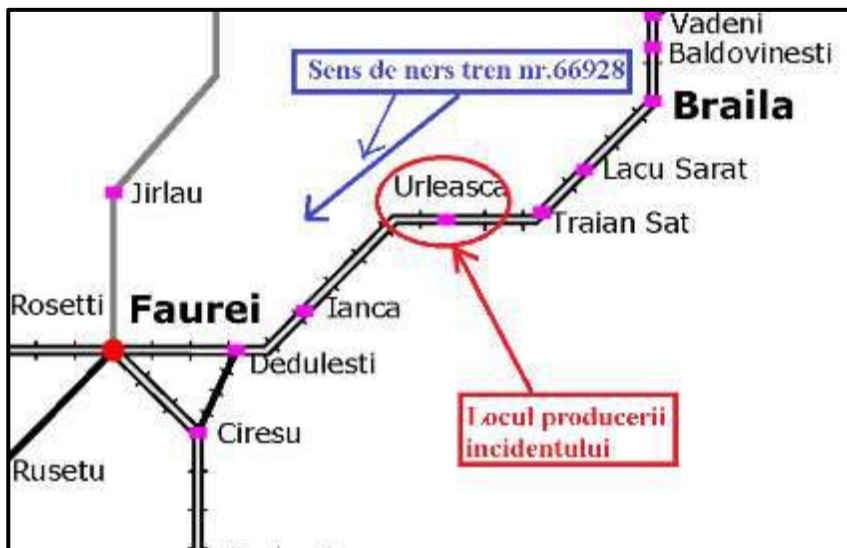 Vadeni
Baldovinesti
Sens de ners tren nr.66928
Braila
Urleasca
Lacu Sarat
Jirlau
Traian Sat
Rosetti
Faurei
Ianca
Dedulesti
Locul producerii
incidentului
Ciresu
Rusetu